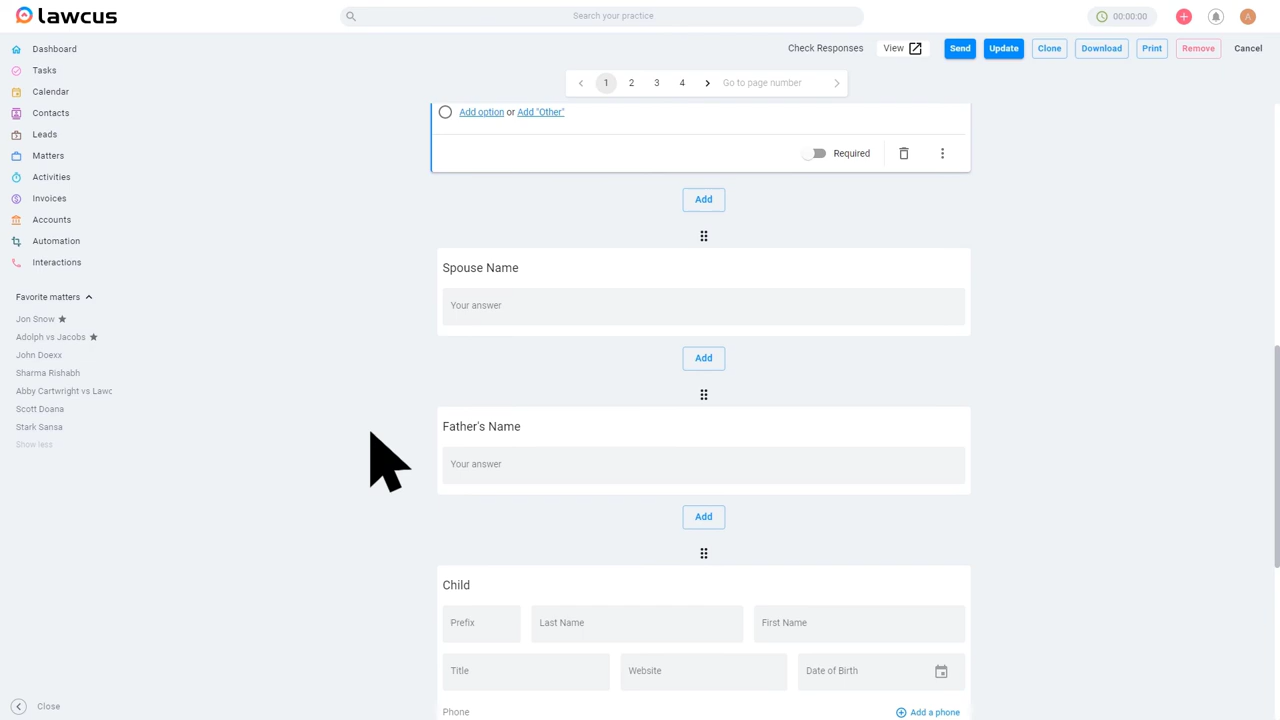 lawcus
Search your practice
00:00:00
A
Dashboard
Tasks
Calendar
Contacts
Leads
Matters
Activities
Invoices
Accounts
Automation
Interactions
Favorite matters
Jon Snow
Adolph vs Jacobs
John Doexx
Sharma Rishabh
Abby Cartwright vs Lawc
Scott Doana
Stark Sansa
Show less
Close
Check Responses View Send Update Clone Download Print Remove Cancel
1 2 3 4 Go to page number
Add option or Add "Other"
Required
Add
Spouse Name
Your answer
Add
Father's Name
Your answer
Add
Child
Prefix Last Name First Name
Title Website Date of Birth
Phone Add a phone